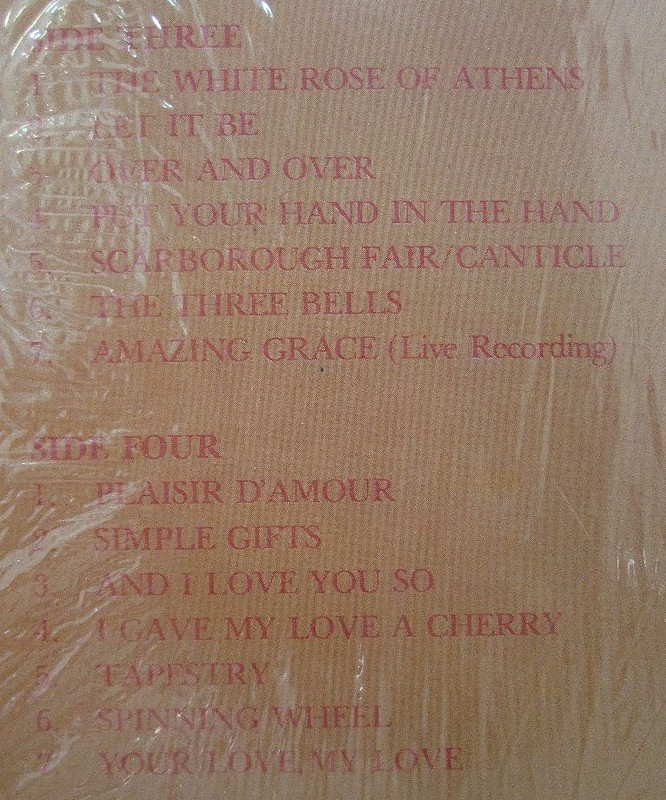 SIDE THREE
1. THE WHITE ROSE OF ATHENS
2. LET IT BE
3. OVER AND OVER
4. PUT YOUR HAND IN THE HAND
5. SCARBOROUGH FAIR/CANTICLE
6. THE THREE BELLS
7. AMAZING GRACE (Live Recording)
SIDE FOUR
1. PLAISIR D'AMOUR
2. SIMPLE GIFTS
3. AND I LOVE YOU SO
4. I GAVE MY LOVE A CHERRY
5. TAPESTRY
6. SPINNING WHEEL
7. YOUR LOVE, MY LOVE